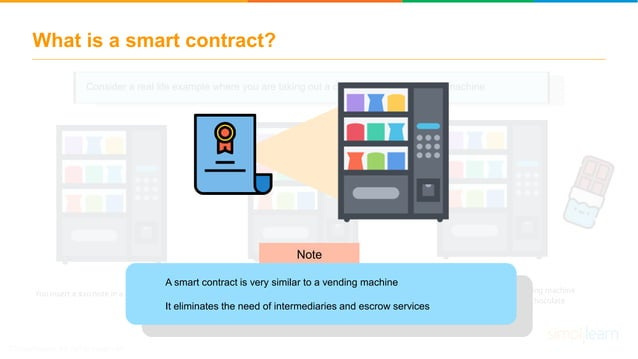 What is a smart contract?
Consider a real life example where you are taking out a
machine
Note
A smart contract is very similar to a vending machine
It eliminates the need of intermediaries and escrow services
machine
simplilearn